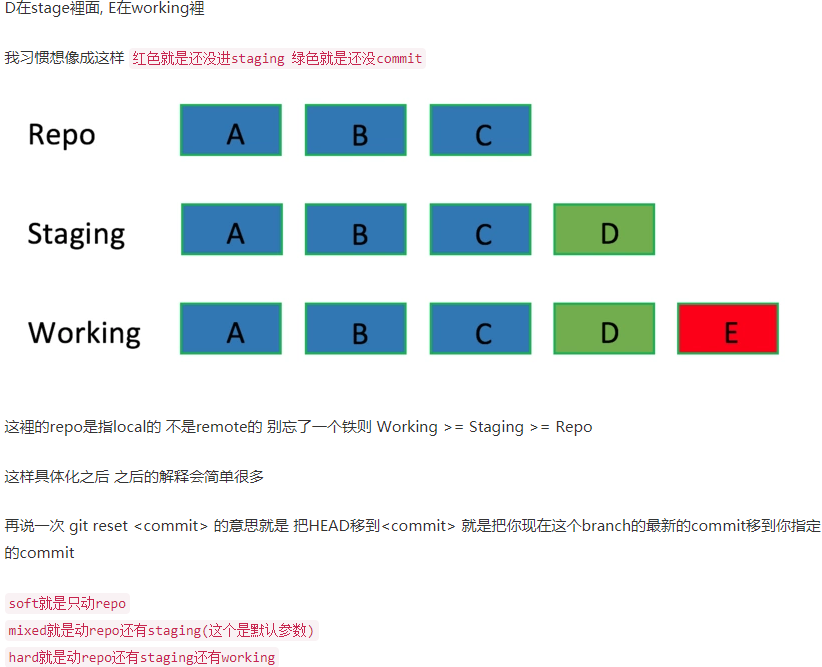 D在stage裡面, E在working裡
我习惯想像成这样 红色就是还没进staging 绿色就是还没commit
Repo A B C
Staging A B C D
Working A B C D E
这裡的repo是指local的 不是remote的 别忘了一个铁则 Working >= Staging >= Repo
这样具体化之后 之后的解释会简单很多
再说一次 git reset <commit> 的意思就是 把HEAD移到<commit> 就是把你现在这个branch的最新的commit移到你指定
的commit
soft就是只动repo
mixed就是动repo还有staging(这个是默认参数)
hard就是动repo还有staging还有working